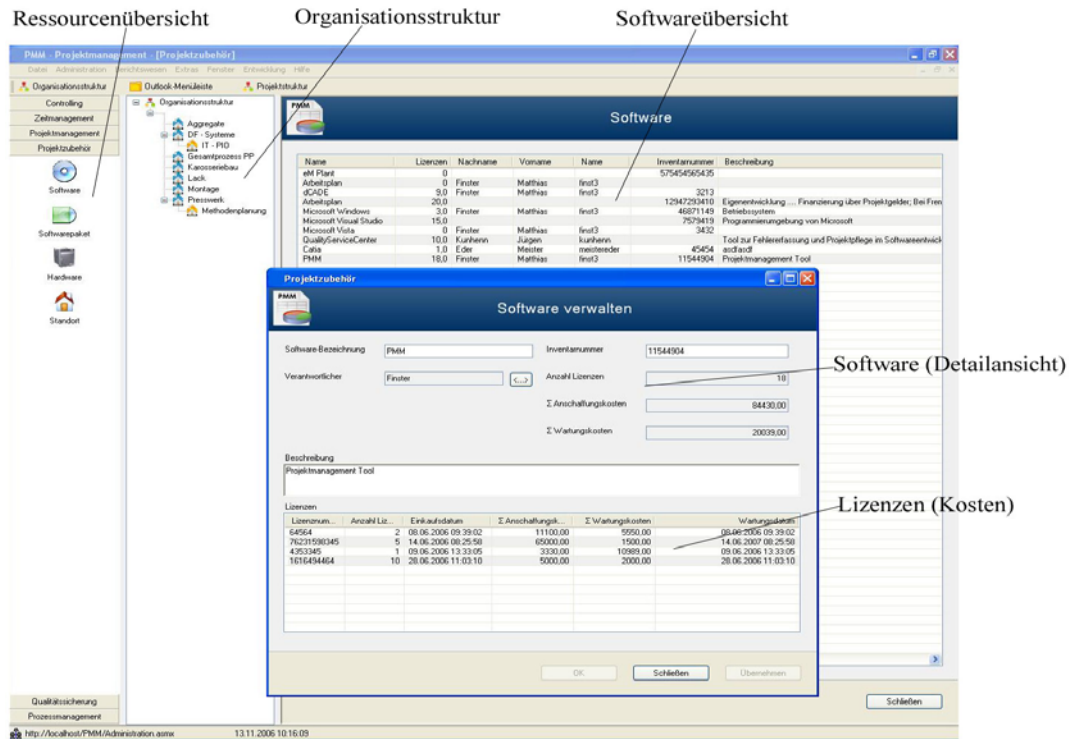 Ressourcenübersicht
Organisationsstruktur
Softwareübersicht
PMM - Projektmanagement - [Projektzubehör]
Datei Administration Berichtswesen Extras Fenster Entwicklung Hilfe
Organisationsstruktur Outlook-Menüleiste Projektstruktur
Controlling
Zeitmanagement
Projektmanagement
Projektzubehör
Software
Softwarepaket
Hardware
Standort
Qualitätssicherung
Prozessmanagement
Organisationsstruktur
Aggregate
DF - Systeme
IT - PIO
Gesamtprozess PP
Karosseriebau
Lack
Montage
Presswerk
Methodenplanung
PMM
Software
Name Lizenzen Nachname Vorname Name Inventarnummer Beschreibung
eM Plant 0 575454565435
Arbeitsplan 0 Finster Matthias finst3
dCADE 9,0 Finster Matthias finst3 3213
Arbeitsplan 20,0 12947293410 Eigenentwicklung .... Finanzierung über Projektgelder; Bei Fren
Microsoft Windows 3,0 Finster Matthias finst3 46871149 Betriebssystem
Microsoft Visual Studio 15,0 7579419 Programmierumgebung von Microsoft
Microsoft Vista 0 Finster Matthias finst3 3432
QualityServiceCenter 10,0 Kunhenn Jürgen kunhenn Tool zur Fehlererfassung und Projektpflege im Softwareentwick
Catia 1,0 Eder Meister meistereder 45454 asdfasdf
PMM 18,0 Finster Matthias finst3 11544904 Projektmanagement Tool
Projektzubehör
PMM
Software verwalten
Software-Bezeichnung PMM Inventarnummer 11544904
Verantwortlicher Finster <...> Anzahl Lizenzen 18
Σ Anschaffungskosten 84430,00
Σ Wartungskosten 20039,00
Beschreibung
Projektmanagement Tool
Lizenzen
Lizenznum... Anzahl Liz... Einkaufsdatum Σ Anschaffungsk... Σ Wartungskosten Wartungsdatum
64564 2 08.06.2006 09:39:02 11100,00 5550,00 08.06.2006 09:39:02
76231598345 5 14.06.2006 08:25:58 65000,00 1500,00 14.06.2007 08:25:58
4353345 1 09.06.2006 13:33:05 3330,00 10989,00 09.06.2006 13:33:05
1616494464 10 28.06.2006 11:03:10 5000,00 2000,00 28.06.2006 11:03:10
OK Schließen Übernehmen
Software (Detailansicht)
Lizenzen (Kosten)
Schließen
http://localhost/PMM/Administration.asmx 13.11.2006 10:16:09